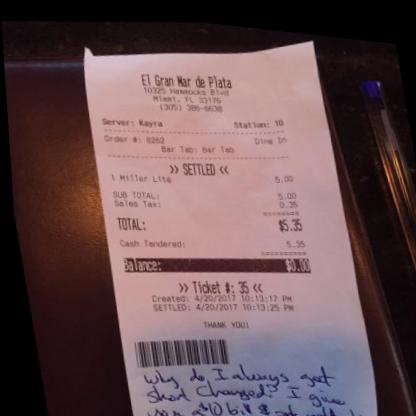 El Gran Mar de Plata
10325 Hammocks Blvd
Miami, FL 33176
(305) 386-6638
Server: Kayra Station: 10
Order #: 8262 Dine In
Bar Tab: Bar Tab
>> SETTLED <<
1 Miller Lite 5.00
SUB TOTAL: 5.00
Sales Tax: 0.35
TOTAL: $5.35
Cash Tendered: 5.35
Balance: $0.00
>> Ticket #: 35 <<
Created: 4/20/2017 10:13:17 PM
SETTLED: 4/20/2017 10:13:25 PM
THANK YOU!
Why do I always get
short changed? I give
you a $10 bill &